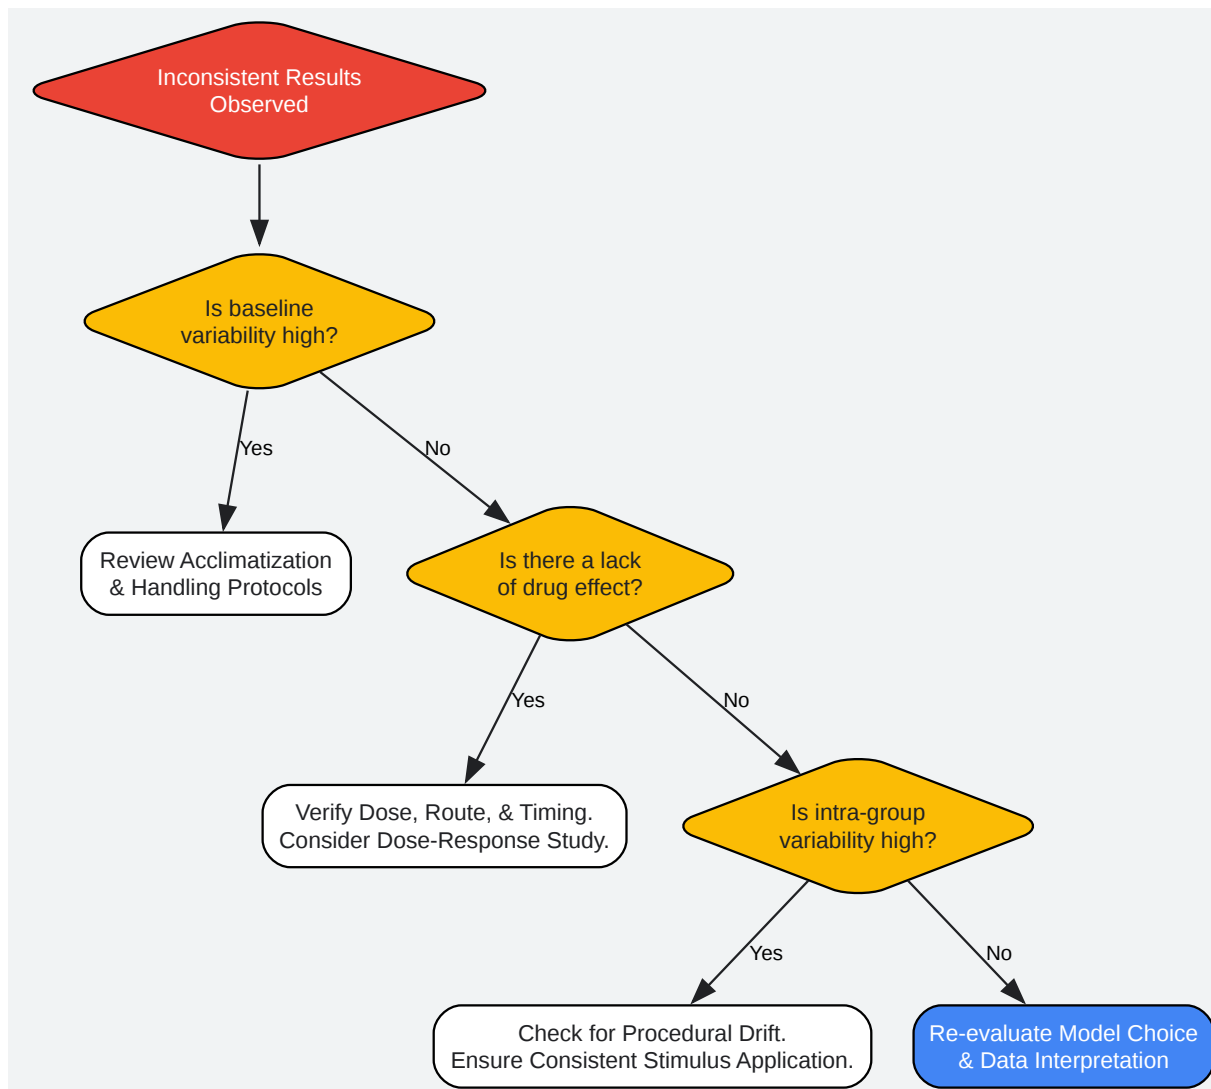 Inconsistent Results
Observed
Is baseline
variability high?
Yes
No
Review Acclimatization
& Handling Protocols
Is there a lack
of drug effect?
Yes
No
Verify Dose, Route, & Timing.
Consider Dose-Response Study.
Is intra-group
variability high?
Yes
No
Check for Procedural Drift.
Ensure Consistent Stimulus Application.
Re-evaluate Model Choice
& Data Interpretation